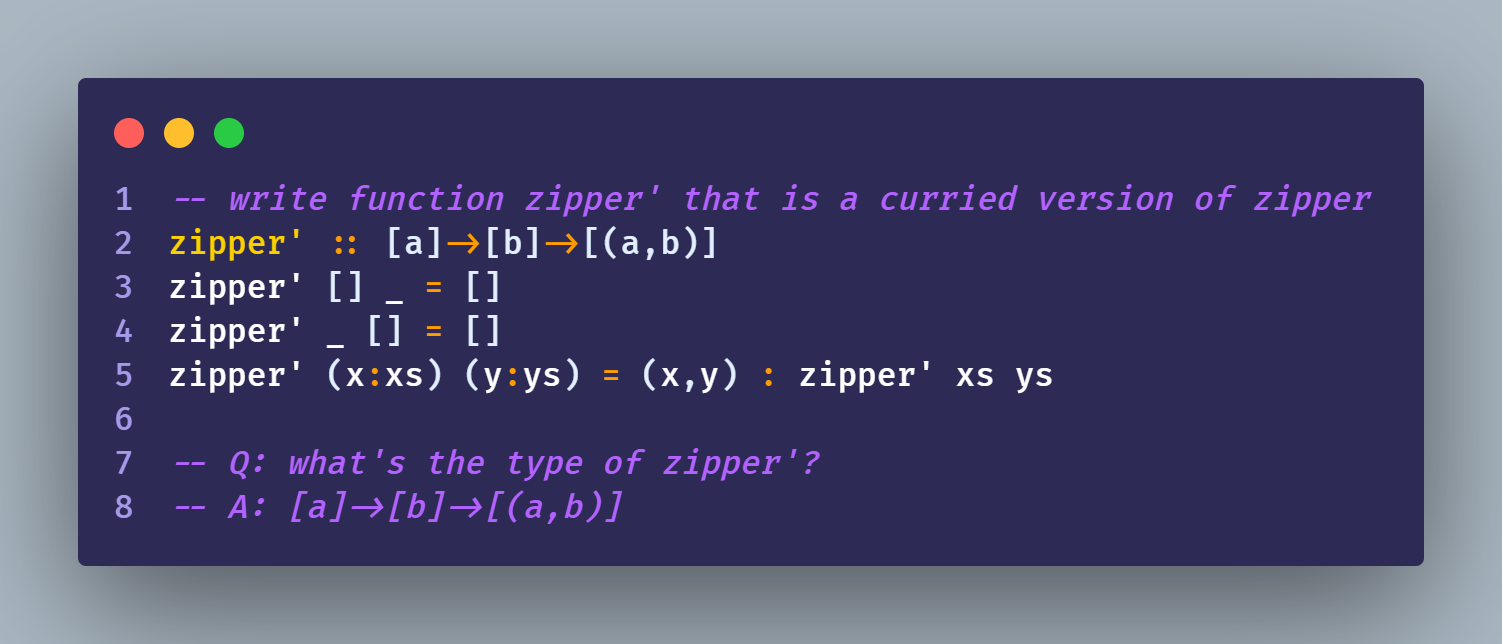 1 -- write function zipper' that is a curried version of zipper
2 zipper' :: [a]->[b]->[(a,b)]
3 zipper' [] _ = []
4 zipper' _ [] = []
5 zipper' (x:xs) (y:ys) = (x,y) : zipper' xs ys
6
7 -- Q: what's the type of zipper'?
8 -- A: [a]->[b]->[(a,b)]